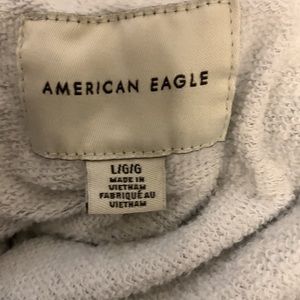 AMERICAN EAGLE
L/G/G
MADE IN
VIETNAM
FABRIQUÉ AU
VIETNAM